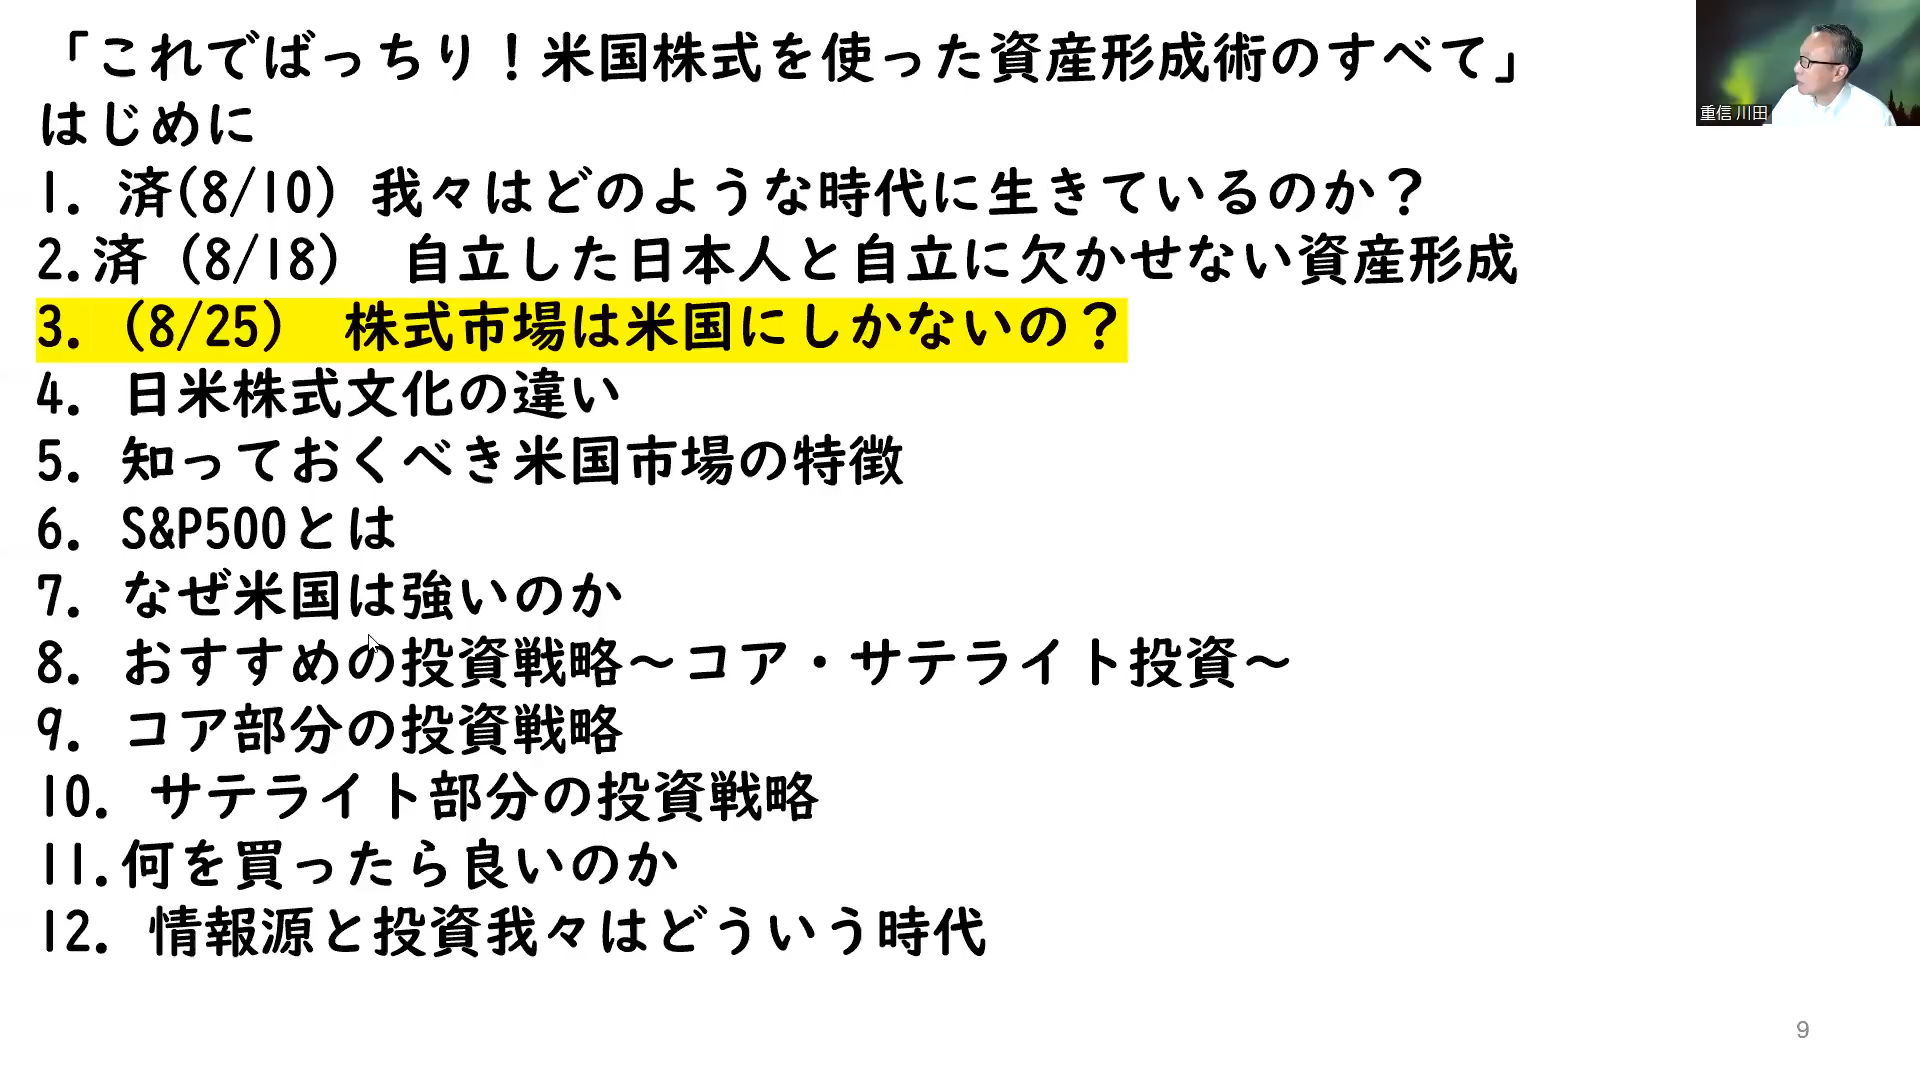 「これでばっちり！米国株式を使った資産形成術のすべて」
はじめに
1. 済(8/10) 我々はどのような時代に生きているのか？
2.済（8/18） 自立した日本人と自立に欠かせない資産形成
3.（8/25） 株式市場は米国にしかないの？
4. 日米株式文化の違い
5. 知っておくべき米国市場の特徴
6. S&P500とは
7. なぜ米国は強いのか
8. おすすめの投資戦略～コア・サテライト投資～
9. コア部分の投資戦略
10. サテライト部分の投資戦略
11.何を買ったら良いのか
12. 情報源と投資我々はどういう時代
重信 川田
9